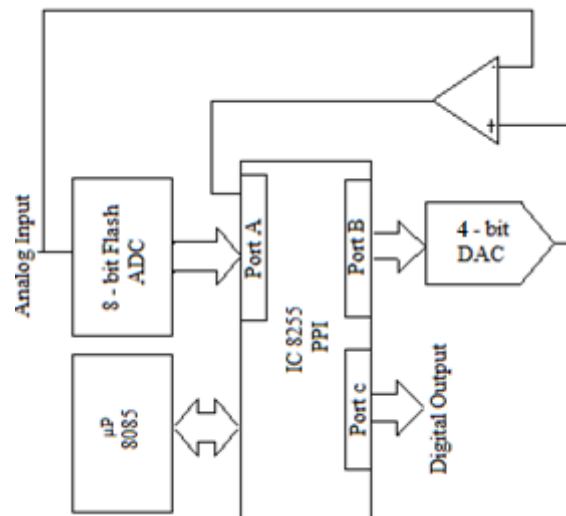 -
+
Analog Input
8 - bit Flash
ADC
Port A
Port B
4 - bit
DAC
IC 8255
PPI
µP
8085
Port c
Digital Output